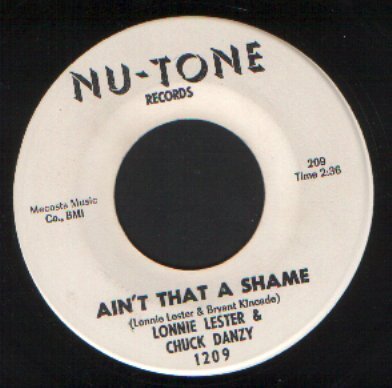 NU-TONE
RECORDS
Mecosta Music
Co., BMI
209
Time 2:36
AIN'T THAT A SHAME
(Lonnie Lester & Bryant Kincade)
LONNIE LESTER &
CHUCK DANZY
1209